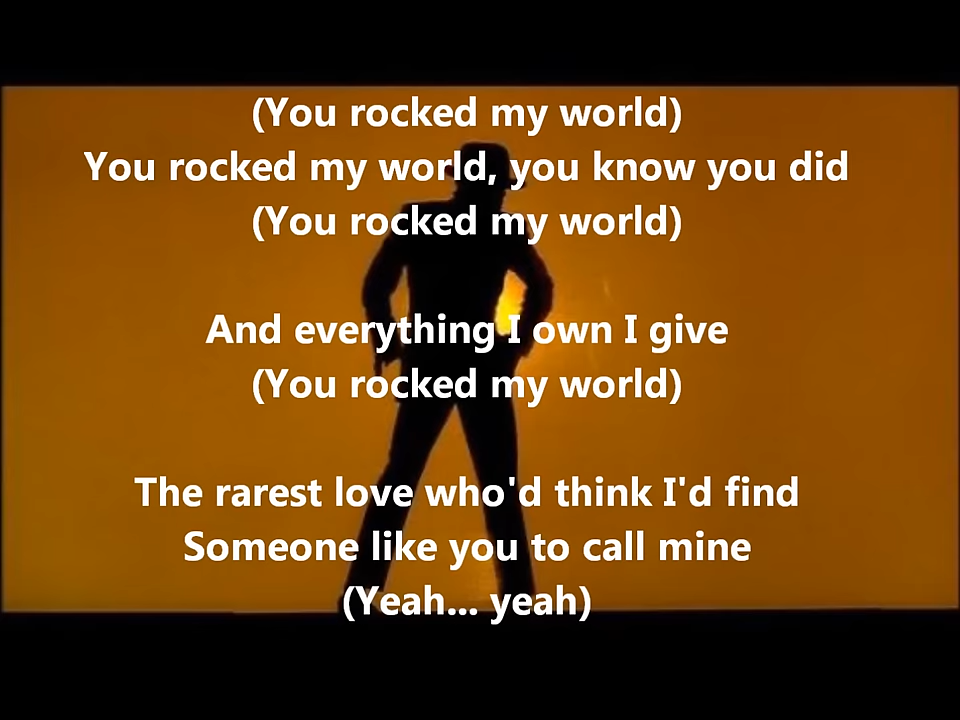 (You rocked my world)
You rocked my world, you know you did
(You rocked my world)
And everything I own I give
(You rocked my world)
The rarest love who'd think I'd find
Someone like you to call mine
(Yeah... yeah)